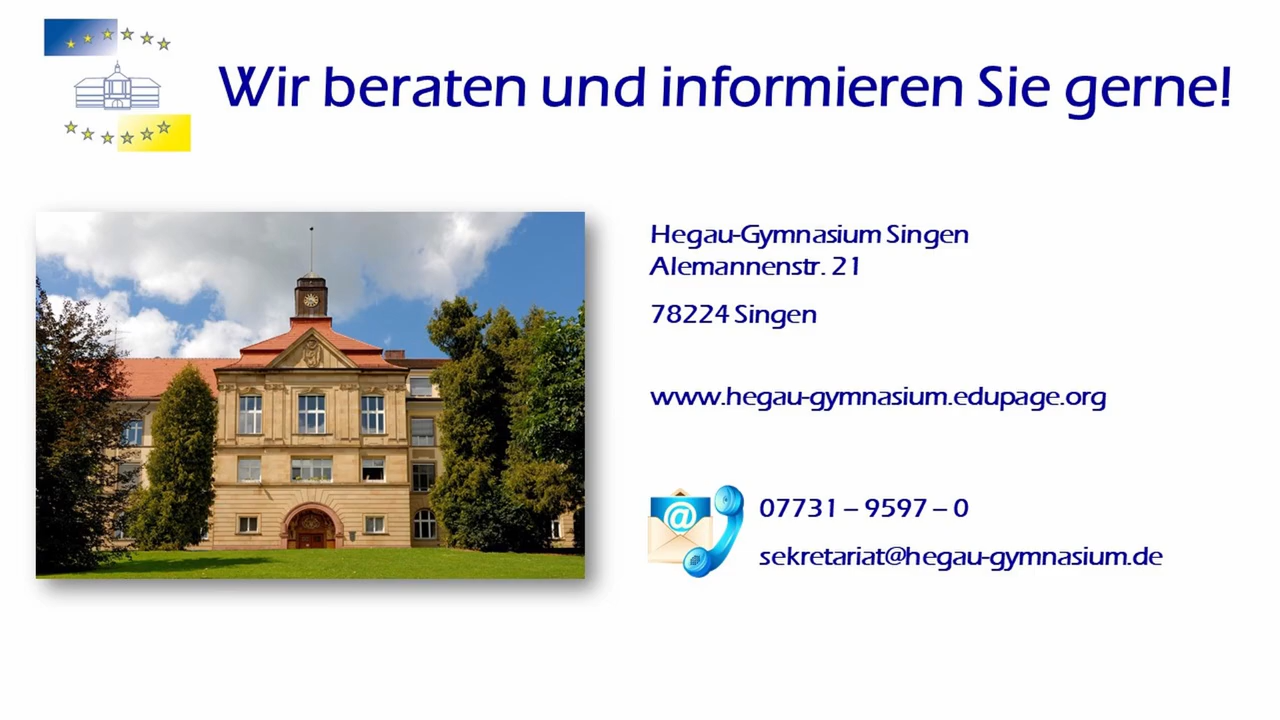 Wir beraten und informieren Sie gerne!
Hegau-Gymnasium Singen
Alemannenstr. 21
78224 Singen
www.hegau-gymnasium.edupage.org
07731 – 9597 – 0
sekretariat@hegau-gymnasium.de